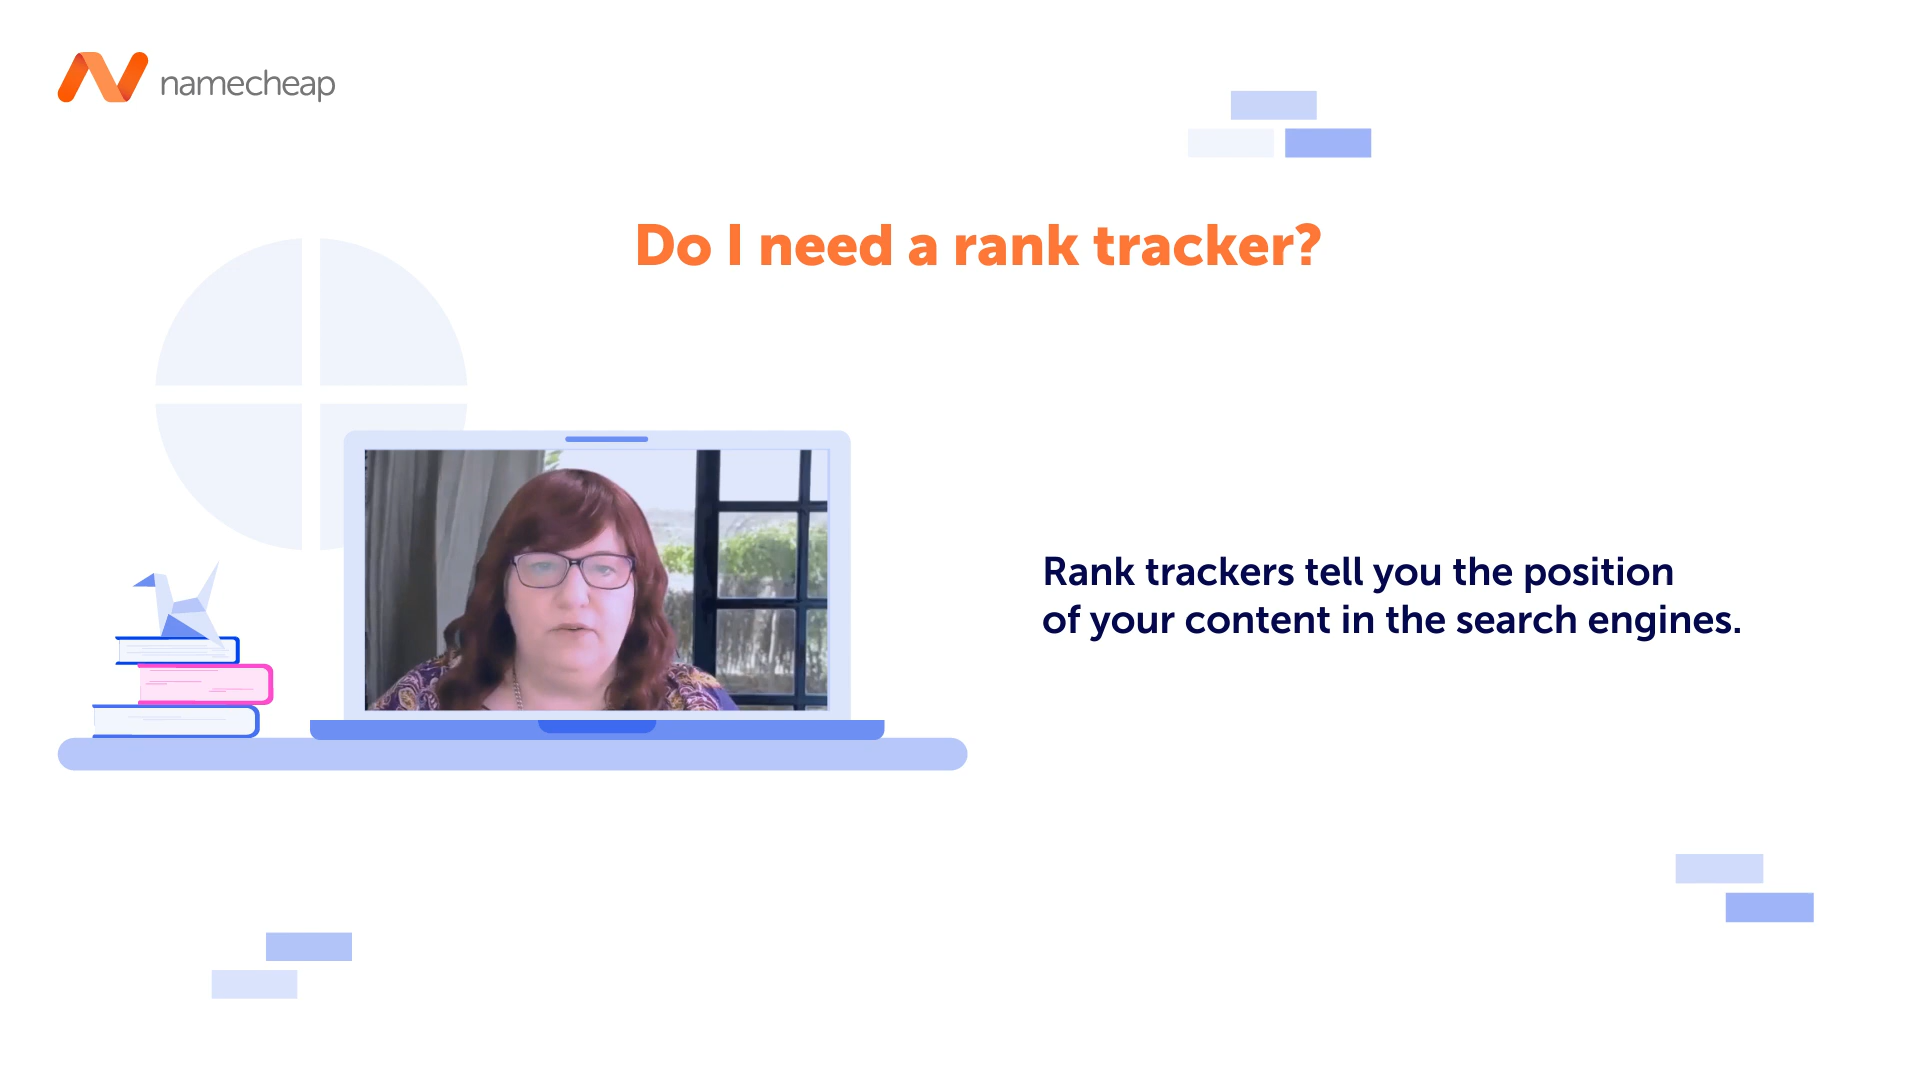 namecheap
Do I need a rank tracker?
Rank trackers tell you the position
of your content in the search engines.